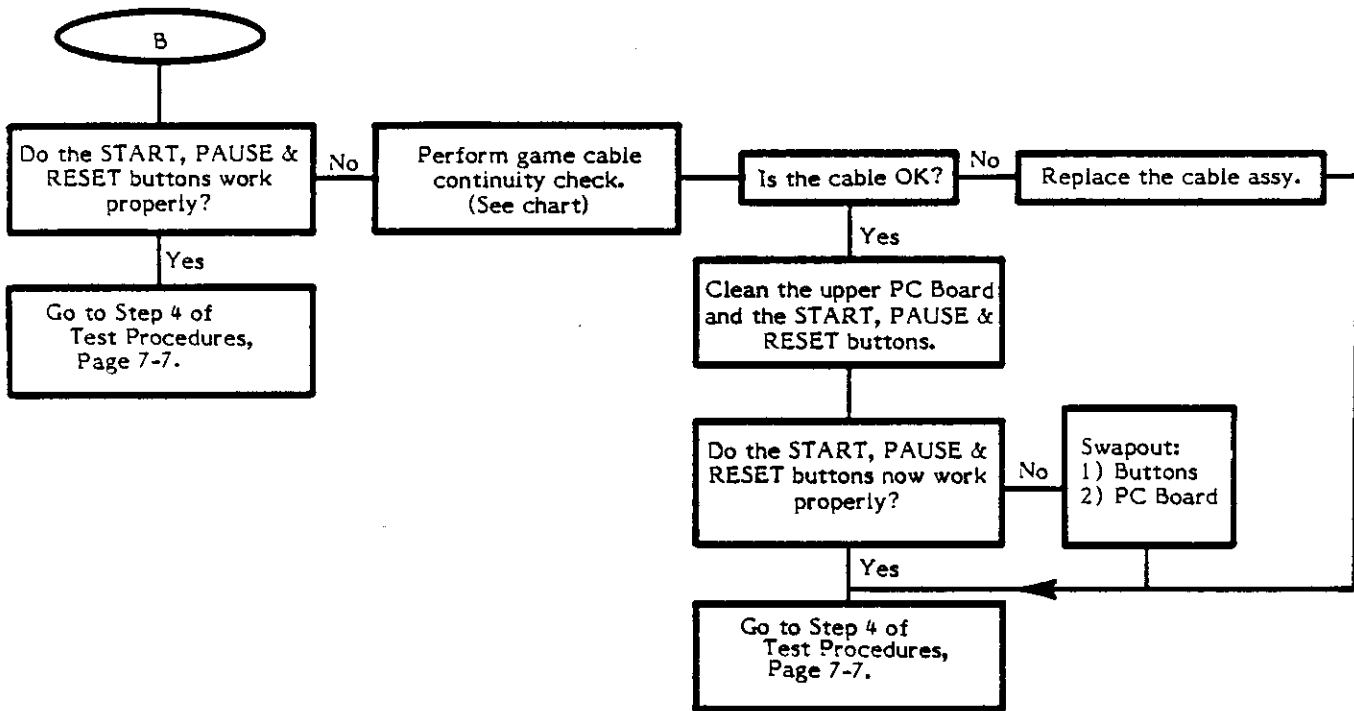 B
Do the START, PAUSE &
RESET buttons work
properly?
No
Perform game cable
continuity check.
(See chart)
Is the cable OK?
No
Replace the cable assy.
Yes
Go to Step 4 of
Test Procedures,
Page 7-7.
Yes
Clean the upper PC Board
and the START, PAUSE &
RESET buttons.
Do the START, PAUSE &
RESET buttons now work
properly?
No
Swapout:
1) Buttons
2) PC Board
Yes
Go to Step 4 of
Test Procedures,
Page 7-7.